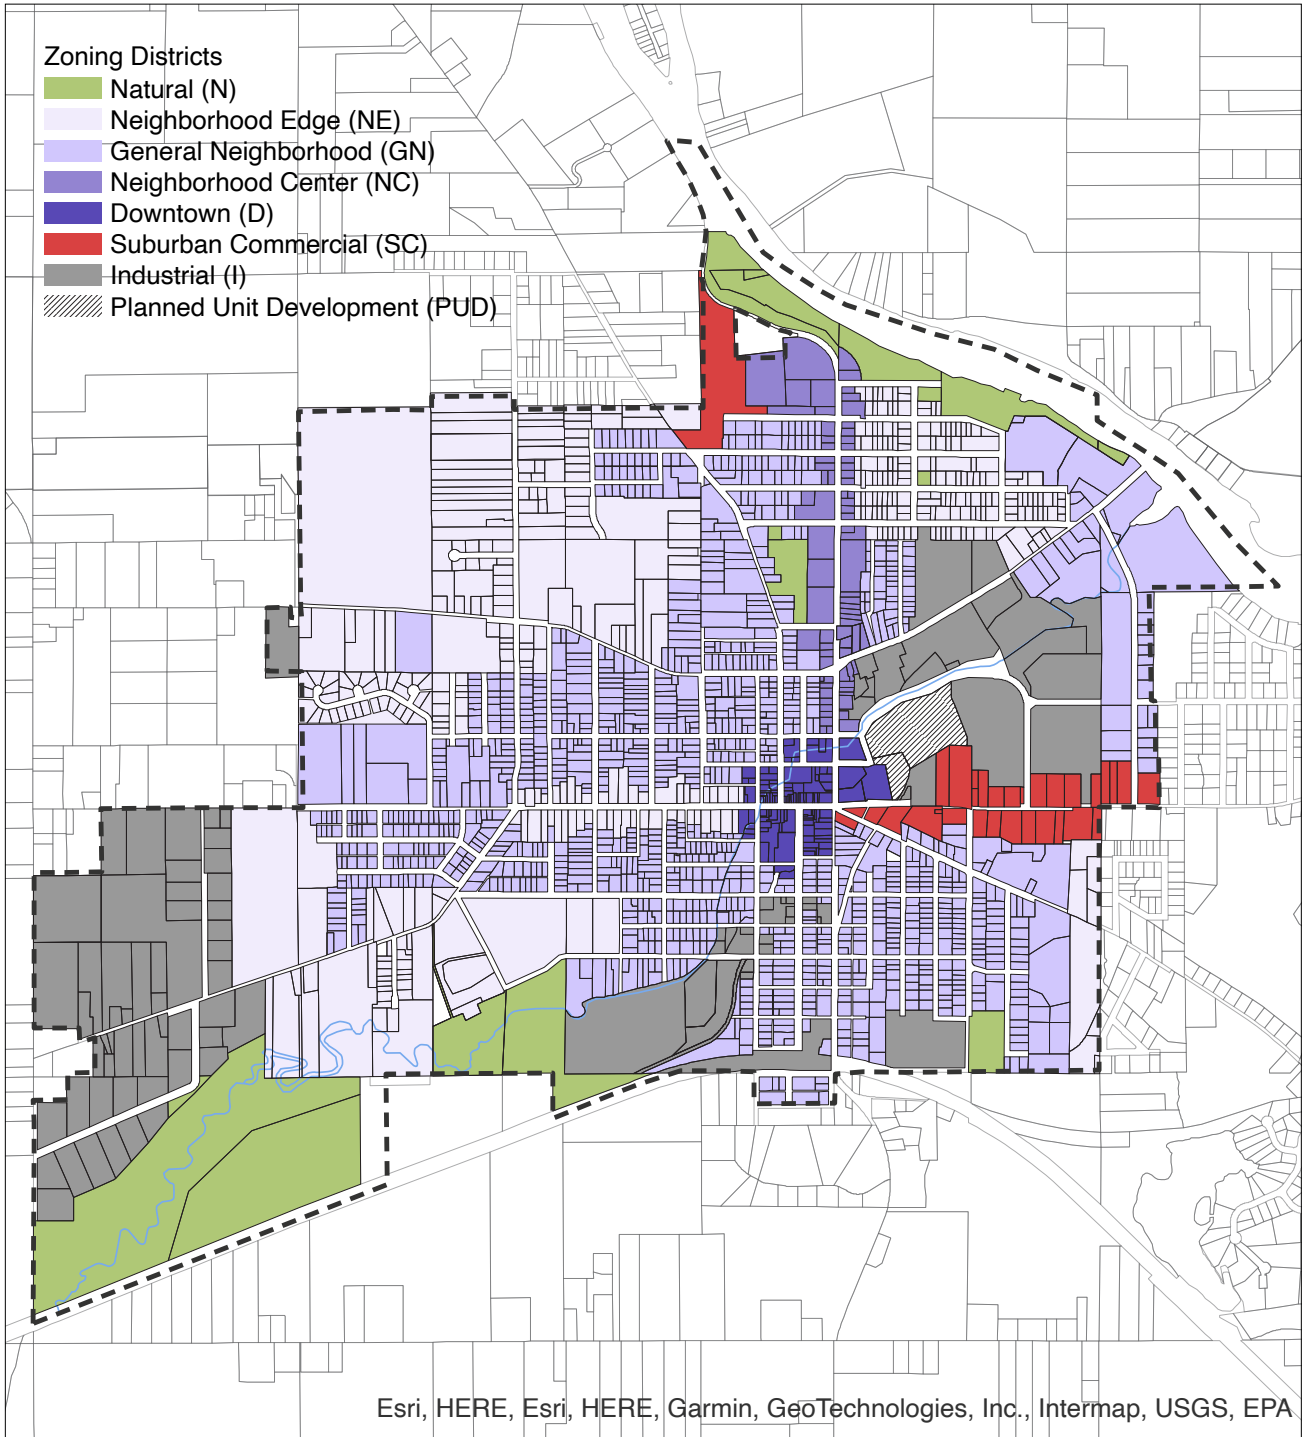 Zoning Districts
Natural (N)
Neighborhood Edge (NE)
General Neighborhood (GN)
Neighborhood Center (NC)
Downtown (D)
Suburban Commercial (SC)
Industrial (I)
Planned Unit Development (PUD)
Esri, HERE, Esri, HERE, Garmin, GeoTechnologies, Inc., Intermap, USGS, EPA